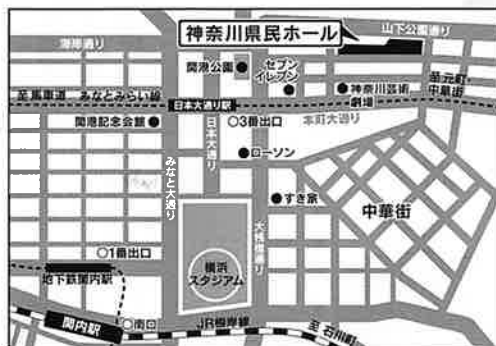 神奈川県民ホール
山下公園通り
海岸通り
開港公園
セブン
イレブン
神奈川芸術
劇場
至元町
中華街
至馬車道
みなとみらい線
日本大通り駅
本町大通り
開港記念会館
3番出口
日本大通り
ローソン
みなと大通り
すき家
大桟橋通り
中華街
1番出口
横浜
スタジアム
地下鉄関内駅
関内駅
南口
JR根岸線
至石川町